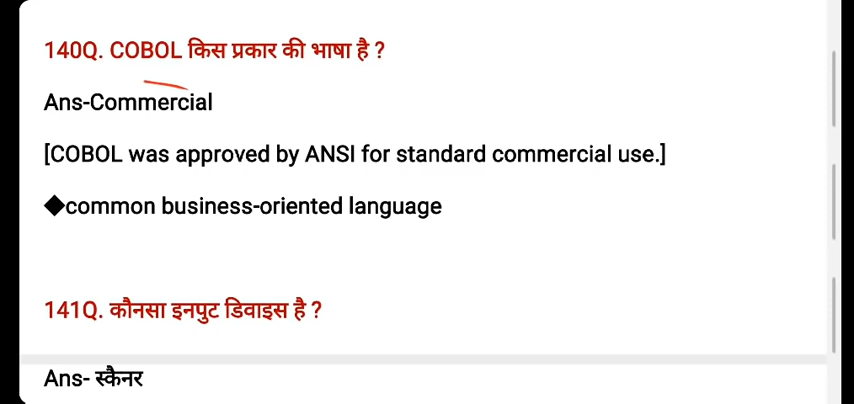 140Q. COBOL किस प्रकार की भाषा है ?
Ans-Commercial
[COBOL was approved by ANSI for standard commercial use.]
◆common business-oriented language
141Q. कौनसा इनपुट डिवाइस है ?
Ans- स्कैनर